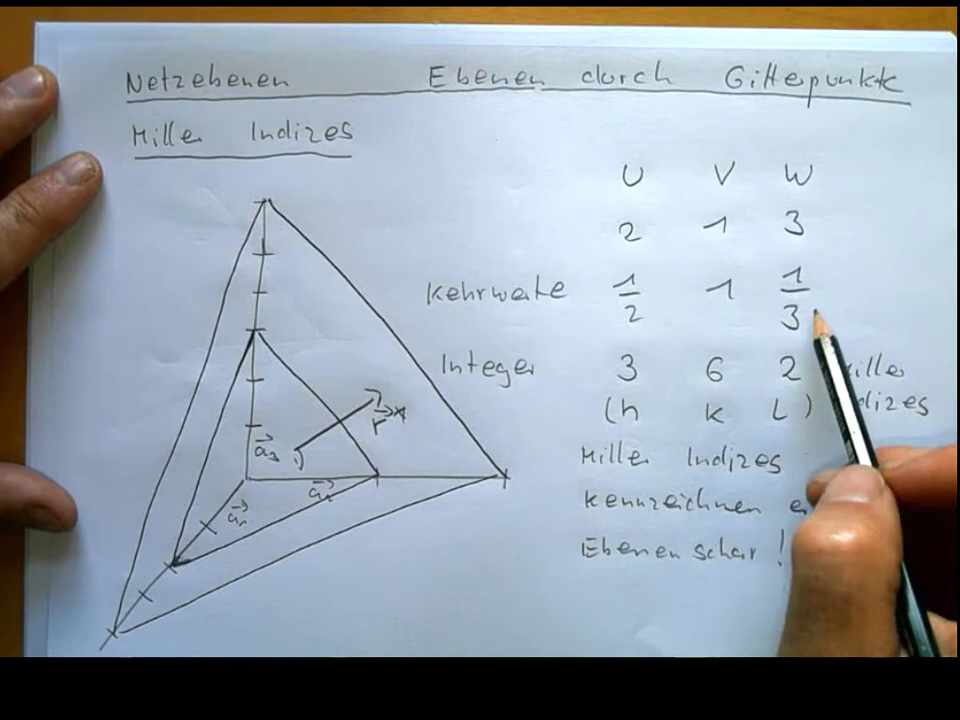 Netzebenen Ebenen durch Gitterpunkte
Miller Indizes
U V W
2 1 3
Kehrwerte 1/2 1 1/3
Integer 3 6 2
(h k l)
Miller Indizes
kennzeichnen
Ebenenschar!
a₃
r*
a₂
a₁